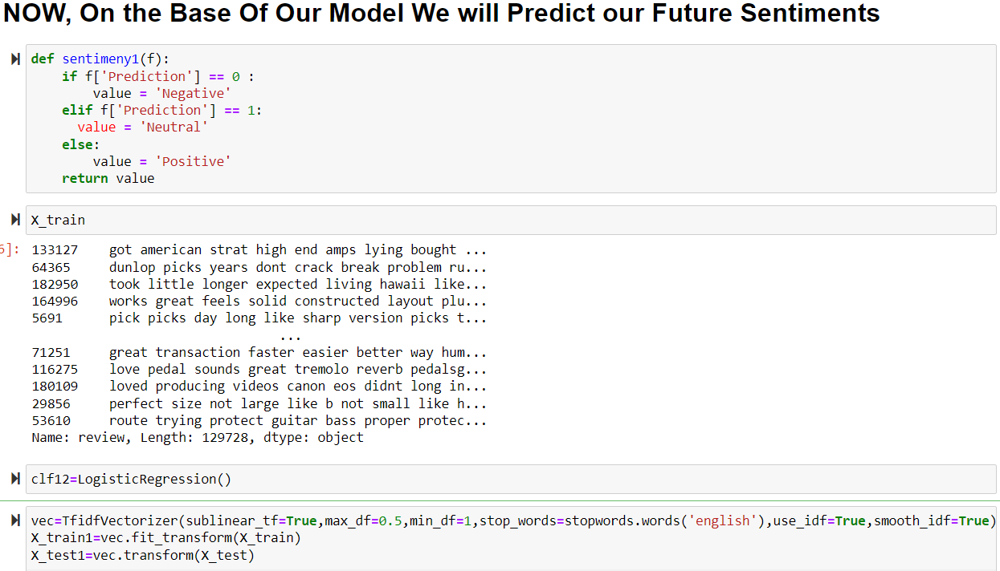 NOW, On the Base Of Our Model We will Predict our Future Sentiments
def sentimeny1(f):
    if f['Prediction'] == 0 :
        value = 'Negative'
    elif f['Prediction'] == 1:
      value = 'Neutral'
    else:
        value = 'Positive'
    return value
X_train
6]: 133127    got american strat high end amps lying bought ...
64365     dunlop picks years dont crack break problem ru...
182950    took little longer expected living hawaii like...
164996    works great feels solid constructed layout plu...
5691      pick picks day long like sharp version picks t...
...
71251     great transaction faster easier better way hum...
116275    love pedal sounds great tremolo reverb pedalsg...
180109    loved producing videos canon eos didnt long in...
29856     perfect size not large like b not small like h...
53610     route trying protect guitar bass proper protec...
Name: review, Length: 129728, dtype: object
clf12=LogisticRegression()
vec=TfidfVectorizer(sublinear_tf=True,max_df=0.5,min_df=1,stop_words=stopwords.words('english'),use_idf=True,smooth_idf=True)
X_train1=vec.fit_transform(X_train)
X_test1=vec.transform(X_test)